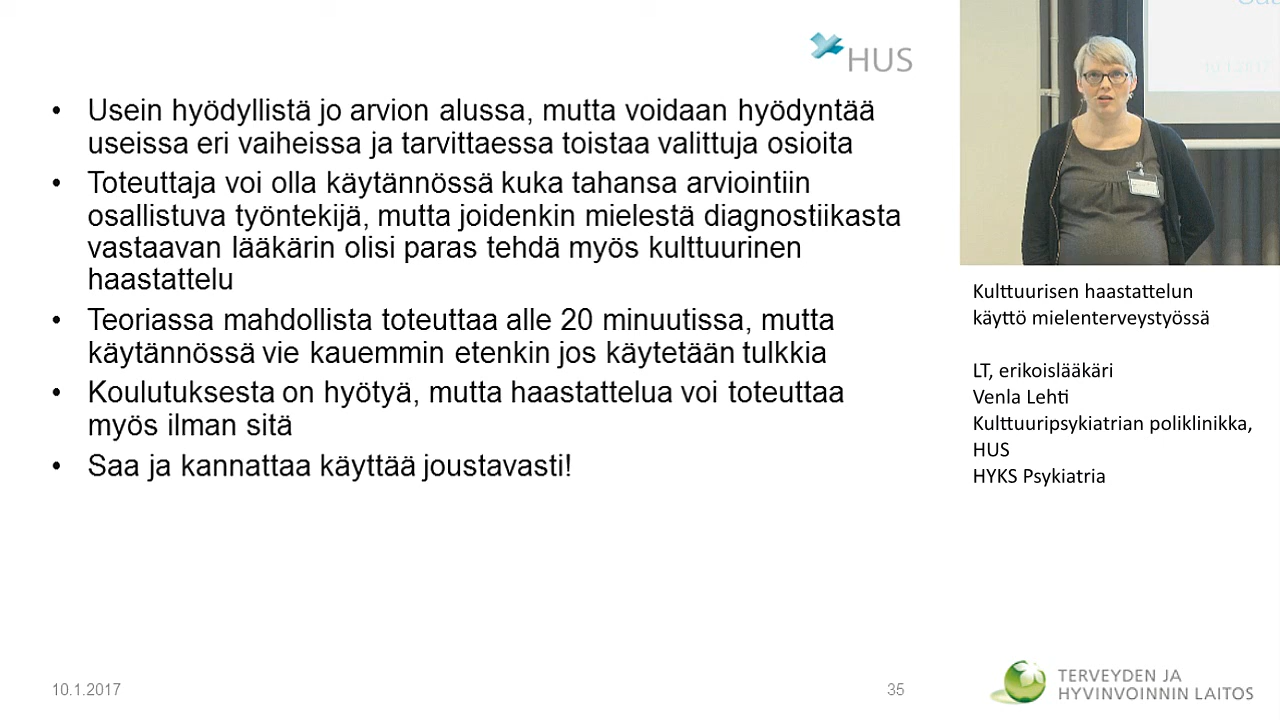 HUS
• Usein hyödyllistä jo arvion alussa, mutta voidaan hyödyntää
useissa eri vaiheissa ja tarvittaessa toistaa valittuja osioita
• Toteuttaja voi olla käytännössä kuka tahansa arviointiin
osallistuva työntekijä, mutta joidenkin mielestä diagnostiikasta
vastaavan lääkärin olisi paras tehdä myös kulttuurinen
haastattelu
• Teoriassa mahdollista toteuttaa alle 20 minuutissa, mutta
käytännössä vie kauemmin etenkin jos käytetään tulkkia
• Koulutuksesta on hyötyä, mutta haastattelua voi toteuttaa
myös ilman sitä
• Saa ja kannattaa käyttää joustavasti!
10.1.2017
35
10.1.2017
Kulttuurisen haastattelun
käyttö mielenterveystyössä
LT, erikoislääkäri
Venla Lehti
Kulttuuripsykiatrian poliklinikka,
HUS
HYKS Psykiatria
TERVEYDEN JA
HYVINVOINNIN LAITOS